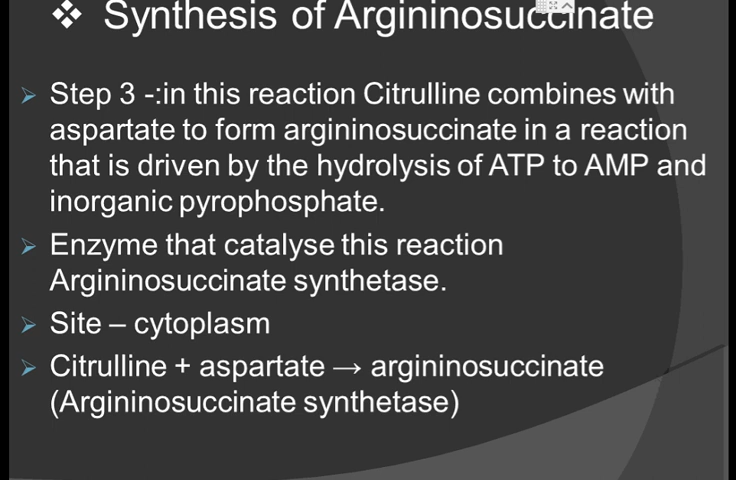 ❖ Synthesis of Argininosuccinate
➢ Step 3 -:in this reaction Citrulline combines with
aspartate to form argininosuccinate in a reaction
that is driven by the hydrolysis of ATP to AMP and
inorganic pyrophosphate.
➢ Enzyme that catalyse this reaction
Argininosuccinate synthetase.
➢ Site – cytoplasm
➢ Citrulline + aspartate → argininosuccinate
(Argininosuccinate synthetase)